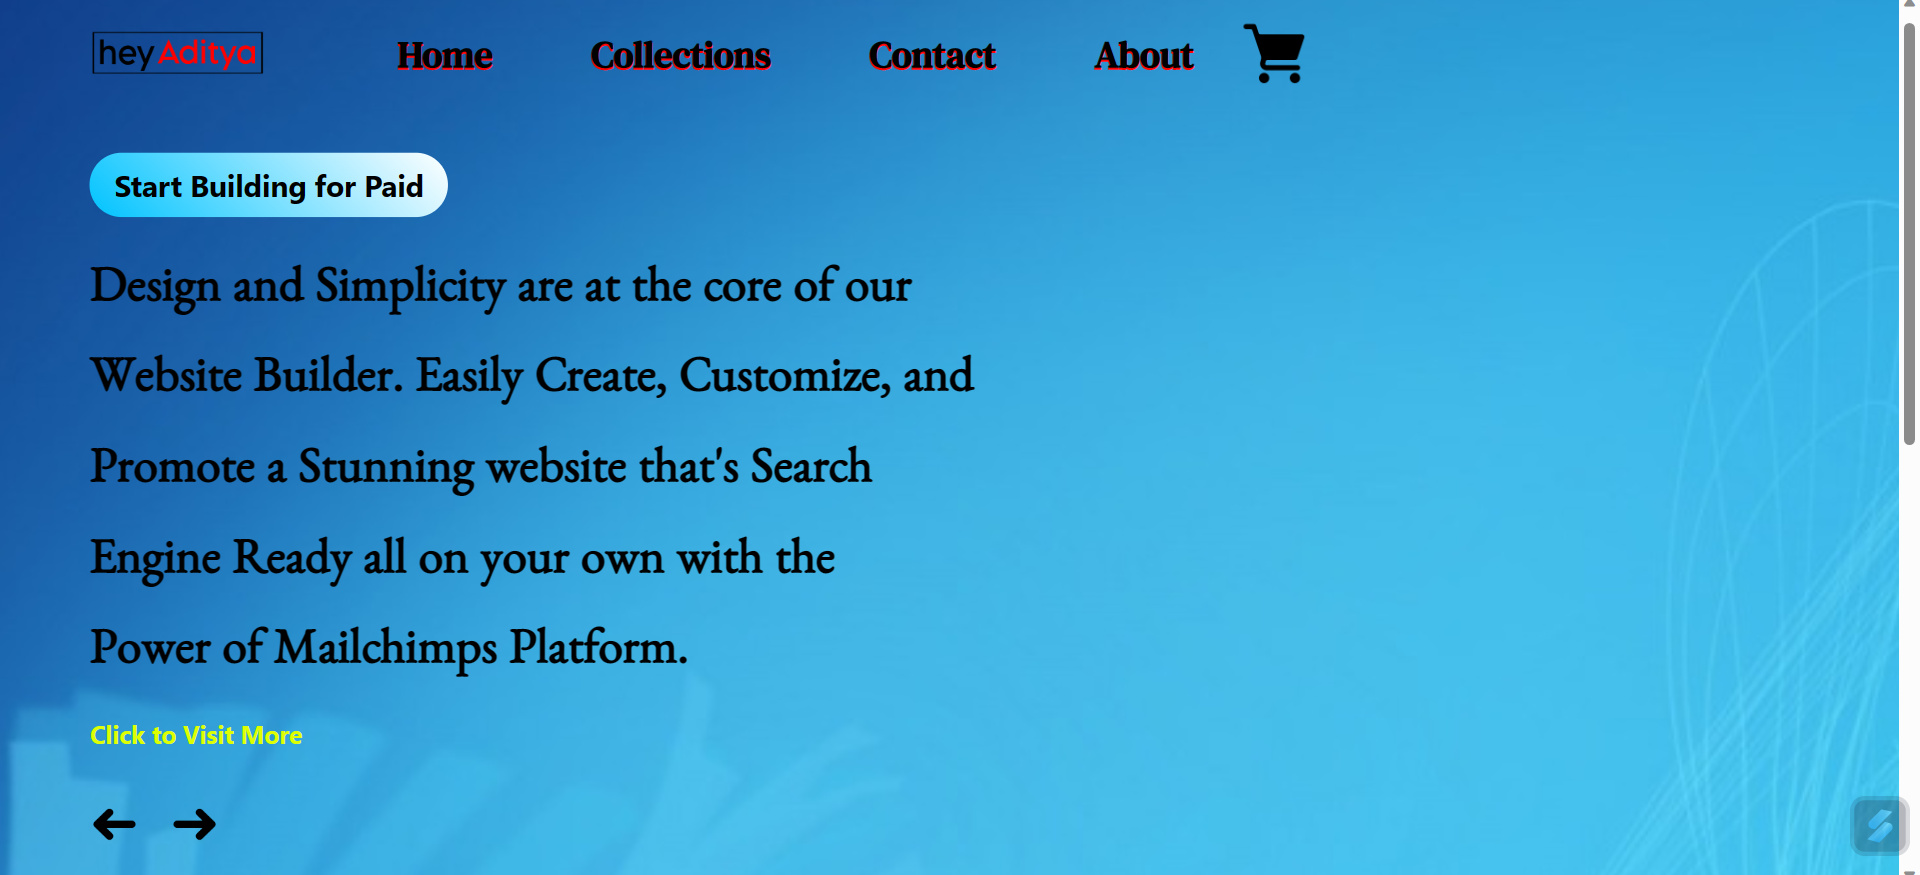 heyAditya
Home
Collections
Contact
About
Start Building for Paid
Design and Simplicity are at the core of our
Website Builder. Easily Create, Customize, and
Promote a Stunning website that's Search
Engine Ready all on your own with the
Power of Mailchimps Platform.
Click to Visit More